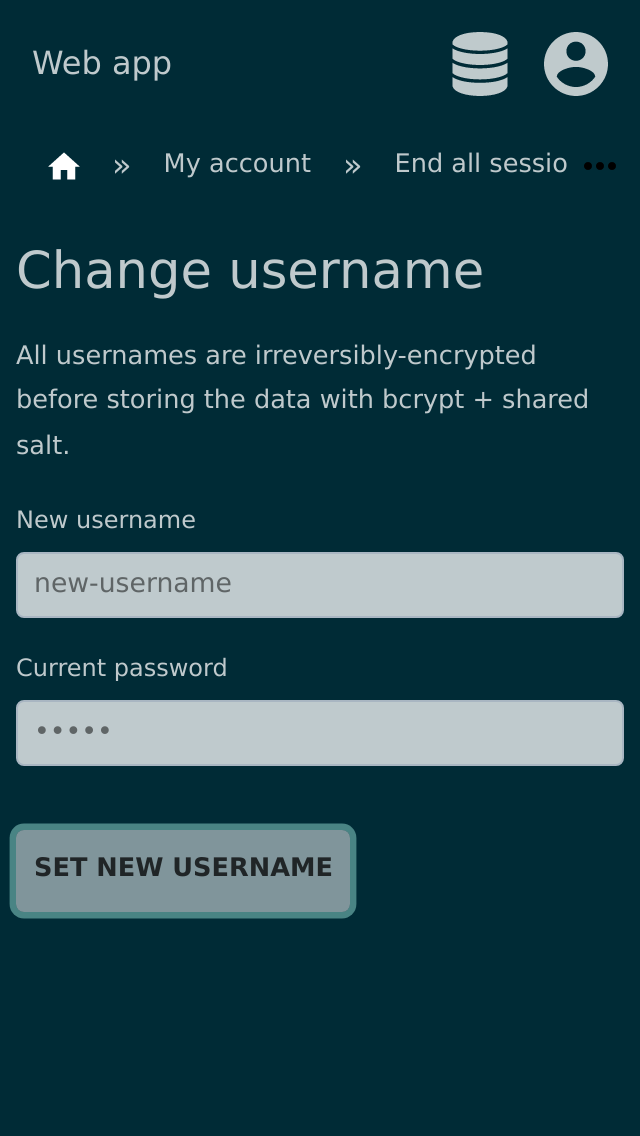 Web app
» My account » End all sessio •••
Change username
All usernames are irreversibly-encrypted
before storing the data with bcrypt + shared
salt.
New username
new-username
Current password
•••••
SET NEW USERNAME